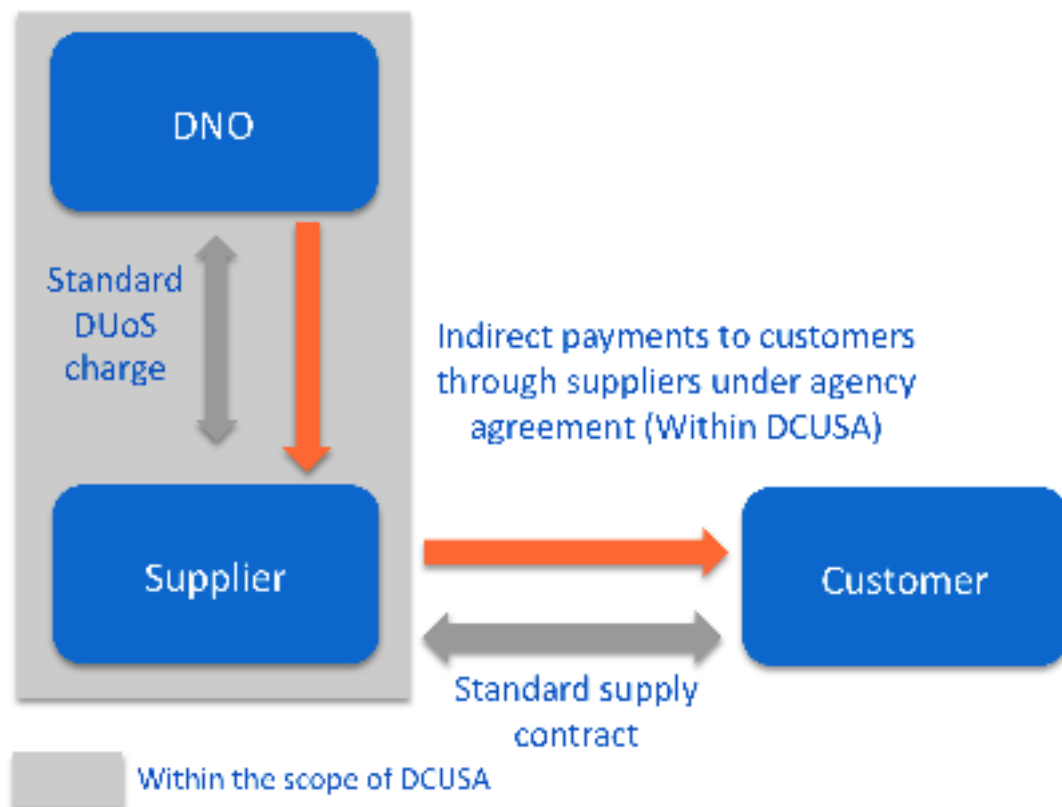 DNO
Standard
DUoS
charge
Indirect payments to customers
through suppliers under agency
agreement (Within DCUSA)
Supplier
Customer
Standard supply
contract
Within the scope of DCUSA